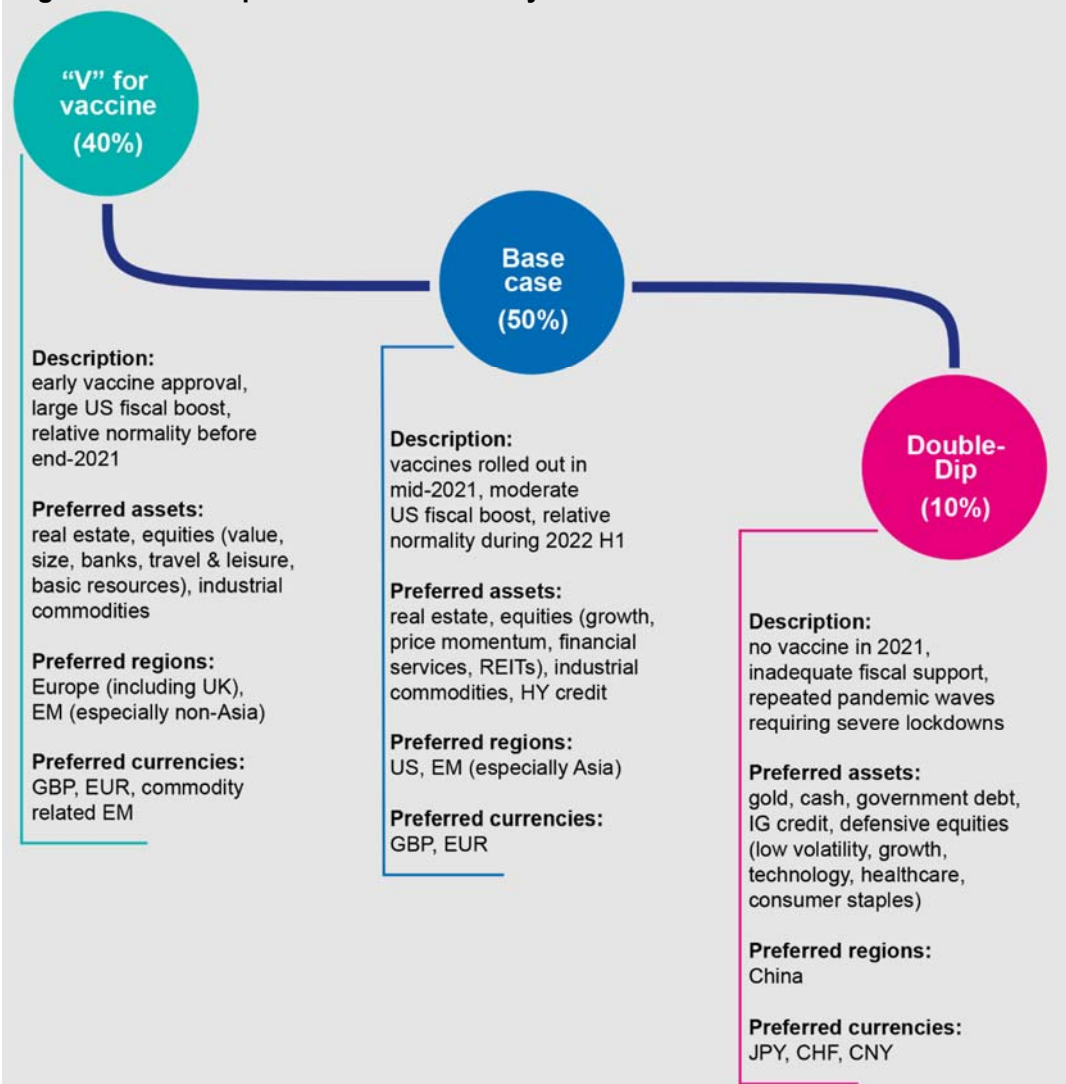 “V” for
vaccine
(40%)
Description:
early vaccine approval,
large US fiscal boost,
relative normality before
end-2021
Preferred assets:
real estate, equities (value,
size, banks, travel & leisure,
basic resources), industrial
commodities
Preferred regions:
Europe (including UK),
EM (especially non-Asia)
Preferred currencies:
GBP, EUR, commodity
related EM
Base
case
(50%)
Description:
vaccines rolled out in
mid-2021, moderate
US fiscal boost, relative
normality during 2022 H1
Preferred assets:
real estate, equities (growth,
price momentum, financial
services, REITs), industrial
commodities, HY credit
Preferred regions:
US, EM (especially Asia)
Preferred currencies:
GBP, EUR
Double-
Dip
(10%)
Description:
no vaccine in 2021,
inadequate fiscal support,
repeated pandemic waves
requiring severe lockdowns
Preferred assets:
gold, cash, government debt,
IG credit, defensive equities
(low volatility, growth,
technology, healthcare,
consumer staples)
Preferred regions:
China
Preferred currencies:
JPY, CHF, CNY